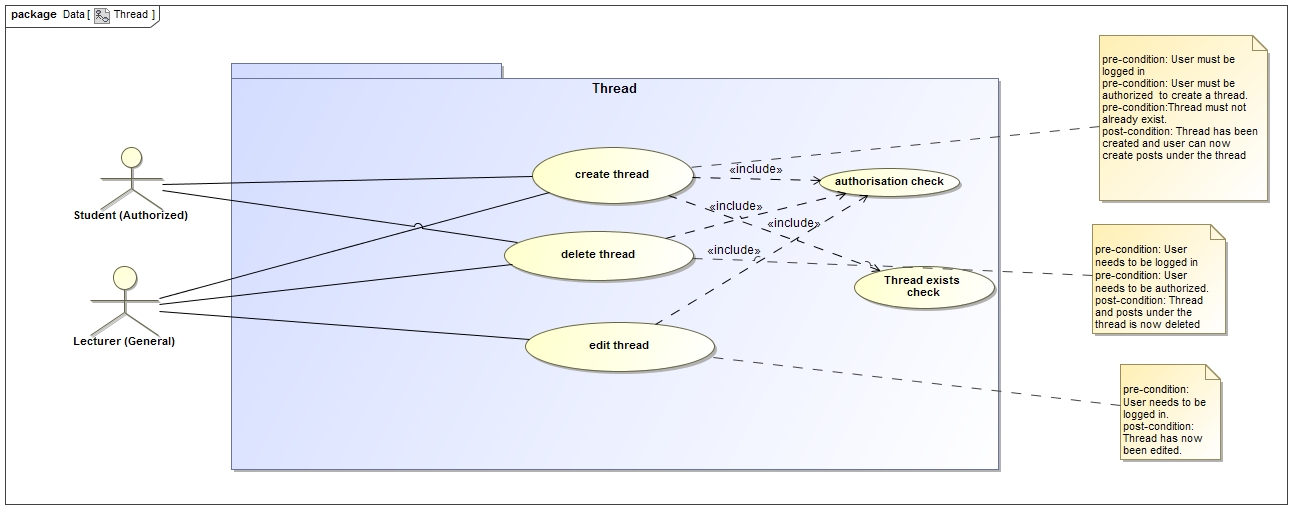 package Data [ Thread ]
Thread
pre-condition: User must be
logged in
pre-condition: User must be
authorized to create a thread.
pre-condition:Thread must not
already exist.
post-condition: Thread has been
created and user can now
create posts under the thread
create thread
«include»
authorisation check
Student (Authorized)
«include»
«include»
delete thread
«include»
pre-condition: User
needs to be logged in
pre-condition: User
needs to be authorized.
post-condition: Thread
and posts under the
thread is now deleted
Thread exists
check
Lecturer (General)
edit thread
pre-condition:
User needs to be
logged in.
post-condition:
Thread has now
been edited.